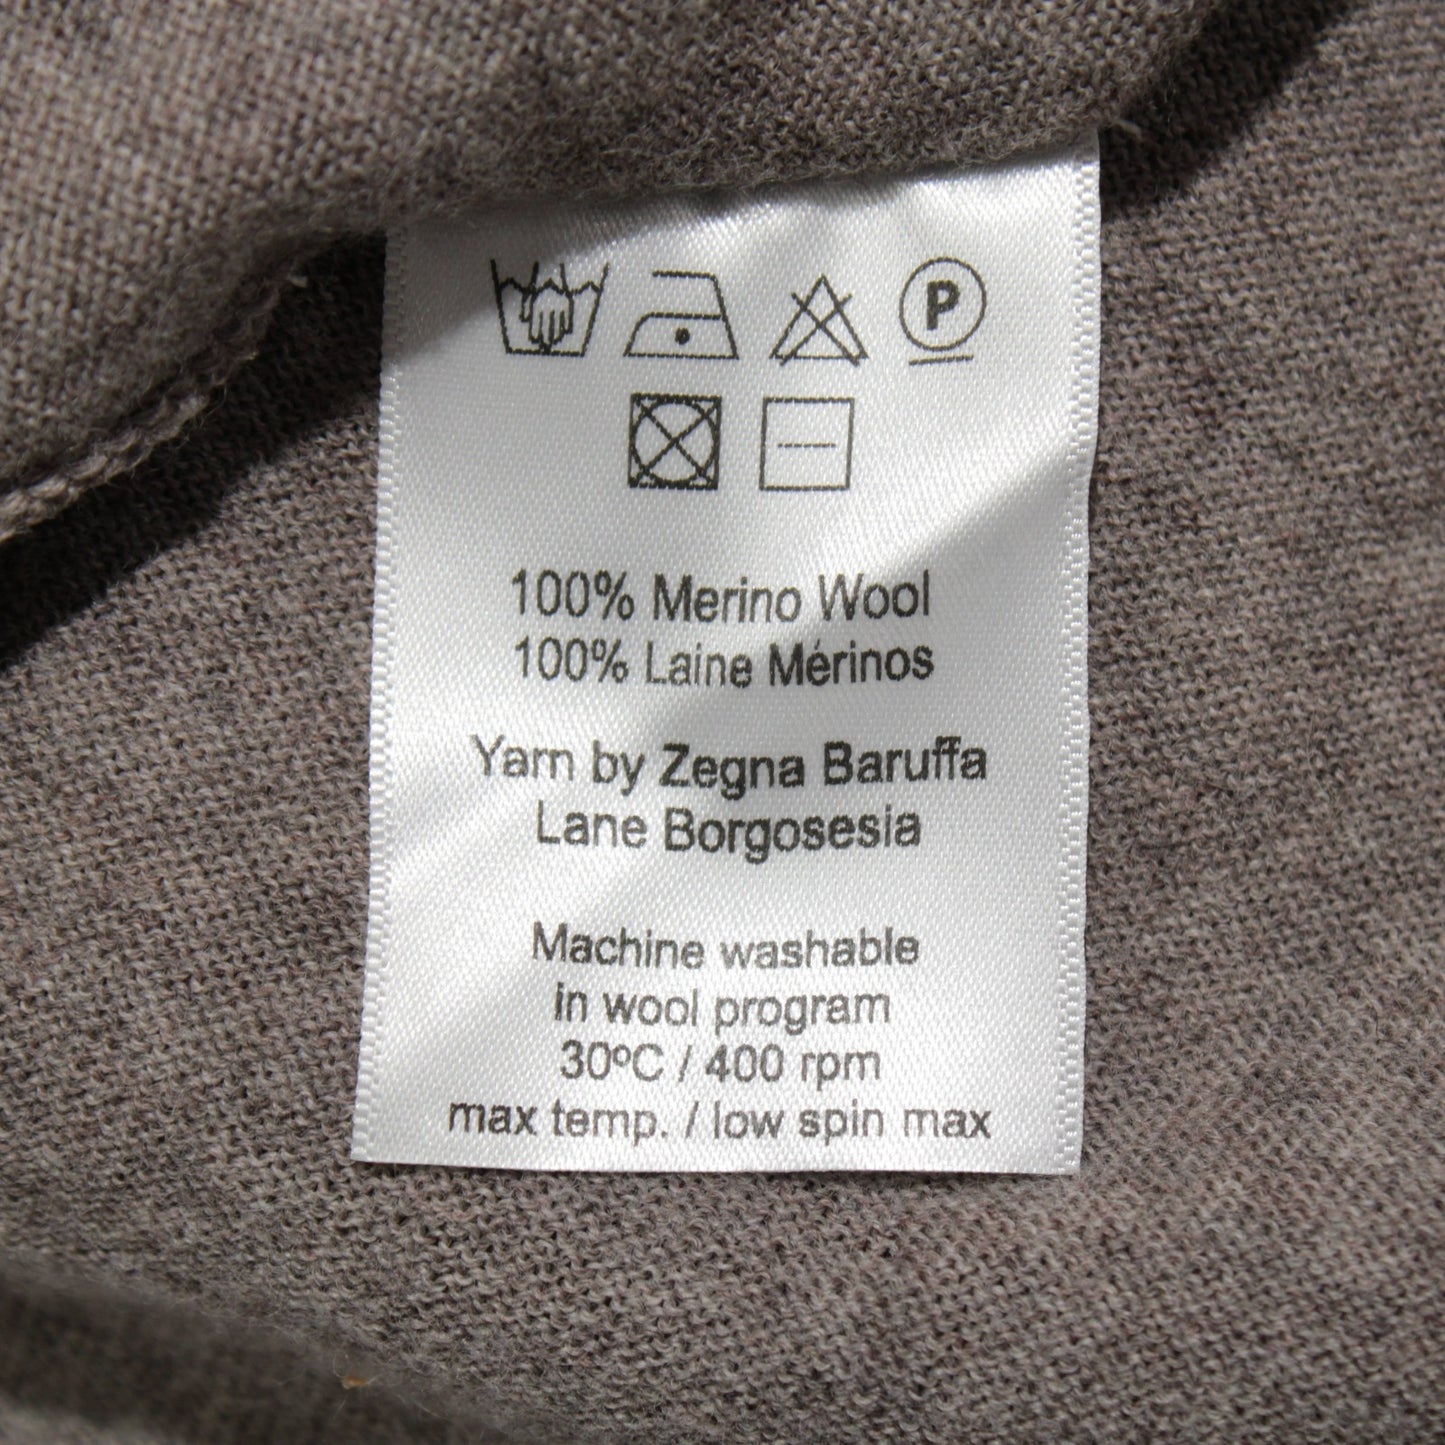 P
100% Merino Wool
100% Laine Mérinos
Yarn by Zegna Baruffa
Lane Borgosesia
Machine washable
in wool program
30ºC / 400 rpm
max temp. / low spin max